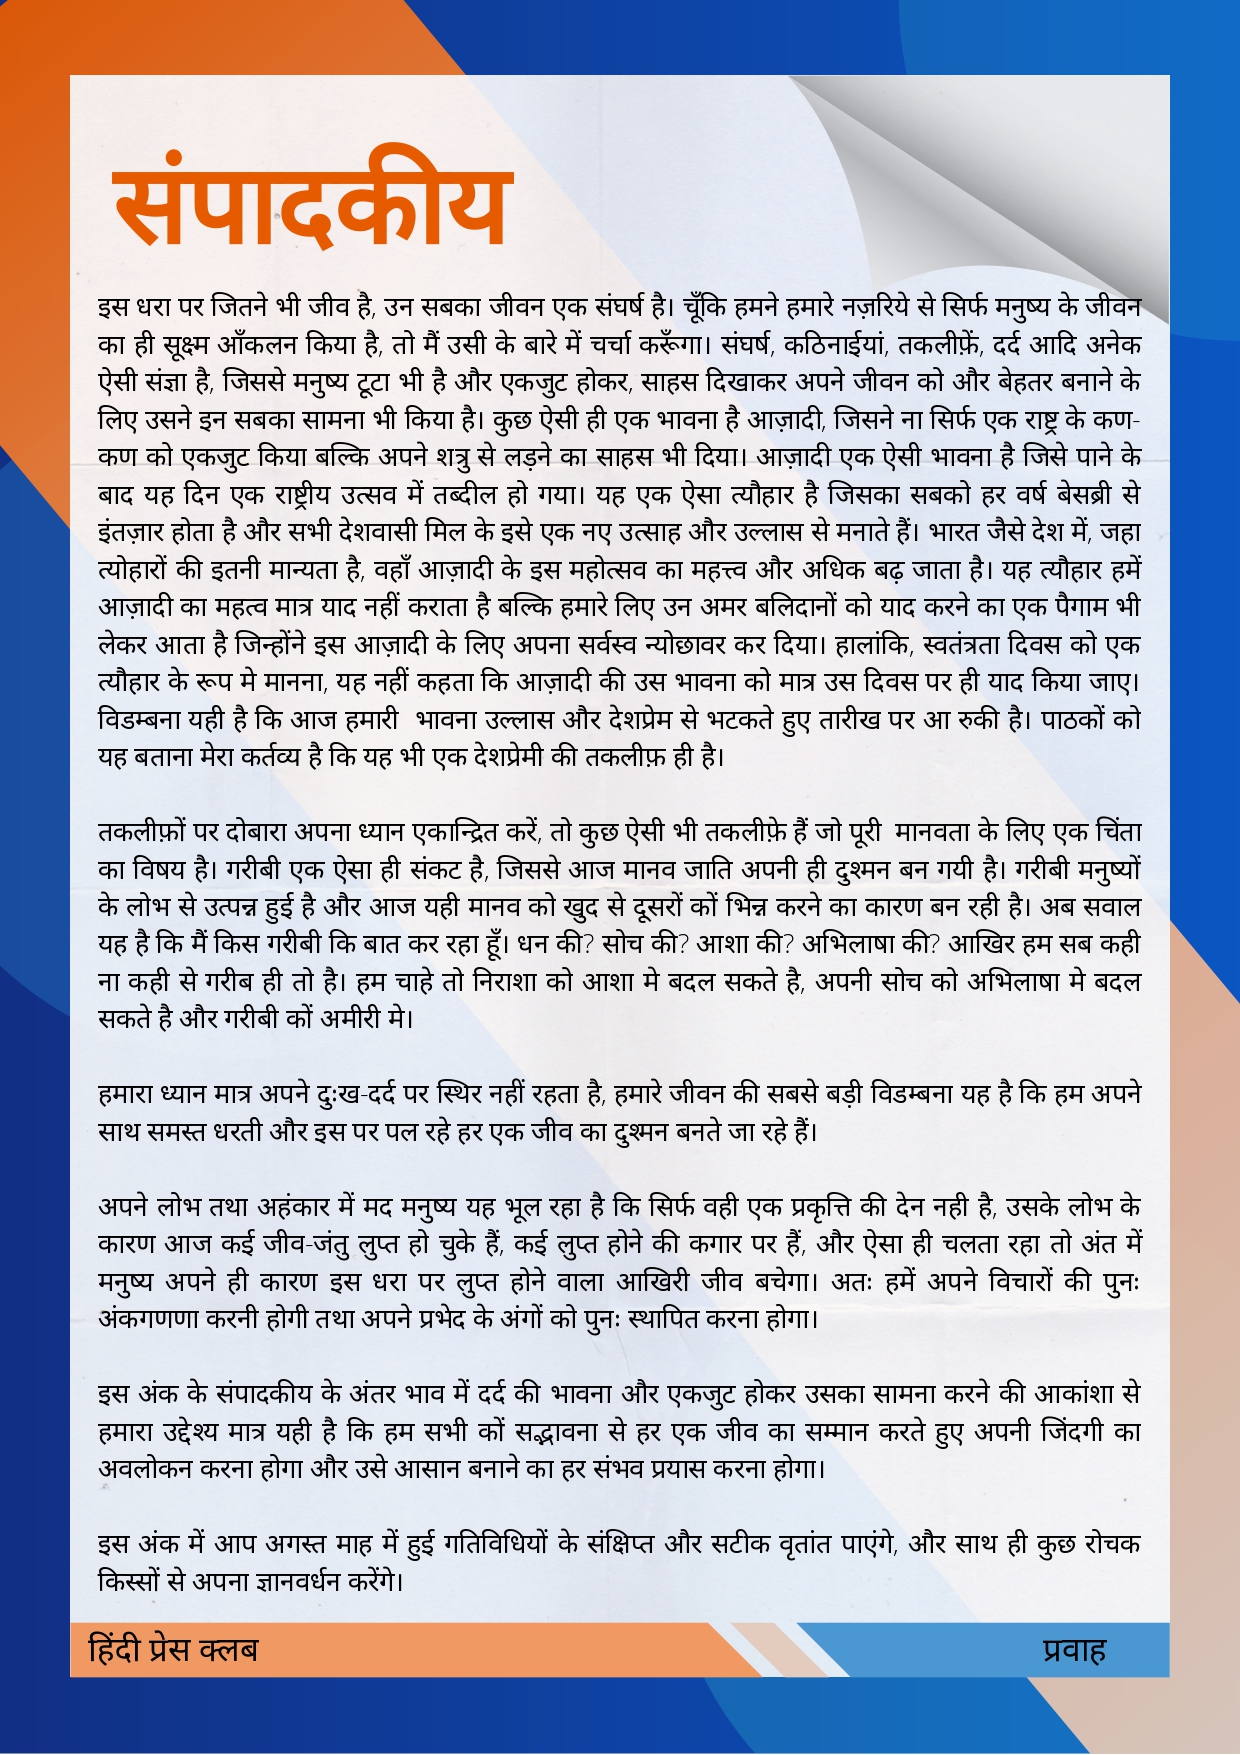 संपादकीय
इस धरा पर जितने भी जीव है, उन सबका जीवन एक संघर्ष है। चूँकि हमने हमारे नज़रिये से सिर्फ मनुष्य के जीवन
का ही सूक्ष्म आँकलन किया है, तो मैं उसी के बारे में चर्चा करूँगा। संघर्ष, कठिनाईयां, तकलीफ़ें, दर्द आदि अनेक
ऐसी संज्ञा है, जिससे मनुष्य टूटा भी है और एकजुट होकर, साहस दिखाकर अपने जीवन को और बेहतर बनाने के
लिए उसने इन सबका सामना भी किया है। कुछ ऐसी ही एक भावना है आज़ादी, जिसने ना सिर्फ एक राष्ट्र के कण-
कण को एकजुट किया बल्कि अपने शत्रु से लड़ने का साहस भी दिया। आज़ादी एक ऐसी भावना है जिसे पाने के
बाद यह दिन एक राष्ट्रीय उत्सव में तब्दील हो गया। यह एक ऐसा त्यौहार है जिसका सबको हर वर्ष बेसब्री से
इंतज़ार होता है और सभी देशवासी मिल के इसे एक नए उत्साह और उल्लास से मनाते हैं। भारत जैसे देश में, जहा
त्योहारों की इतनी मान्यता है, वहाँ आज़ादी के इस महोत्सव का महत्त्व और अधिक बढ़ जाता है। यह त्यौहार हमें
आज़ादी का महत्व मात्र याद नहीं कराता है बल्कि हमारे लिए उन अमर बलिदानों को याद करने का एक पैगाम भी
लेकर आता है जिन्होंने इस आज़ादी के लिए अपना सर्वस्व न्योछावर कर दिया। हालांकि, स्वतंत्रता दिवस को एक
त्यौहार के रूप मे मानना, यह नहीं कहता कि आज़ादी की उस भावना को मात्र उस दिवस पर ही याद किया जाए।
विडम्बना यही है कि आज हमारी भावना उल्लास और देशप्रेम से भटकते हुए तारीख पर आ रुकी है। पाठकों को
यह बताना मेरा कर्तव्य है कि यह भी एक देशप्रेमी की तकलीफ़ ही है।
तकलीफ़ों पर दोबारा अपना ध्यान एकान्द्रित करें, तो कुछ ऐसी भी तकलीफ़े हैं जो पूरी मानवता के लिए एक चिंता
का विषय है। गरीबी एक ऐसा ही संकट है, जिससे आज मानव जाति अपनी ही दुश्मन बन गयी है। गरीबी मनुष्यों
के लोभ से उत्पन्न हुई है और आज यही मानव को खुद से दूसरों कों भिन्न करने का कारण बन रही है। अब सवाल
यह है कि मैं किस गरीबी कि बात कर रहा हूँ। धन की? सोच की? आशा की? अभिलाषा की? आखिर हम सब कही
ना कही से गरीब ही तो है। हम चाहे तो निराशा को आशा मे बदल सकते है, अपनी सोच को अभिलाषा मे बदल
सकते है और गरीबी कों अमीरी मे।
हमारा ध्यान मात्र अपने दुःख-दर्द पर स्थिर नहीं रहता है, हमारे जीवन की सबसे बड़ी विडम्बना यह है कि हम अपने
साथ समस्त धरती और इस पर पल रहे हर एक जीव का दुश्मन बनते जा रहे हैं।
अपने लोभ तथा अहंकार में मद मनुष्य यह भूल रहा है कि सिर्फ वही एक प्रकृत्ति की देन नही है, उसके लोभ के
कारण आज कई जीव-जंतु लुप्त हो चुके हैं, कई लुप्त होने की कगार पर हैं, और ऐसा ही चलता रहा तो अंत में
मनुष्य अपने ही कारण इस धरा पर लुप्त होने वाला आखिरी जीव बचेगा। अतः हमें अपने विचारों की पुनः
अंकगणणा करनी होगी तथा अपने प्रभेद के अंगों को पुनः स्थापित करना होगा।
इस अंक के संपादकीय के अंतर भाव में दर्द की भावना और एकजुट होकर उसका सामना करने की आकांशा से
हमारा उद्देश्य मात्र यही है कि हम सभी कों सद्भावना से हर एक जीव का सम्मान करते हुए अपनी जिंदगी का
अवलोकन करना होगा और उसे आसान बनाने का हर संभव प्रयास करना होगा।
इस अंक में आप अगस्त माह में हुई गतिविधियों के संक्षिप्त और सटीक वृतांत पाएंगे, और साथ ही कुछ रोचक
किस्सों से अपना ज्ञानवर्धन करेंगे।
हिंदी प्रेस क्लब
प्रवाह